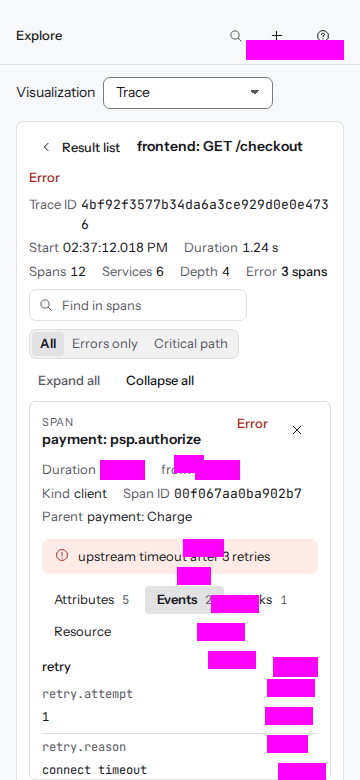 Explore
Visualization Trace
Result list frontend: GET /checkout
Error
Trace ID 4bf92f3577b34da6a3ce929d0e0e473
6
Start 02:37:12.018 PM Duration 1.24 s
Spans 12 Services 6 Depth 4 Error 3 spans
Find in spans
All Errors only Critical path
Expand all Collapse all
SPAN
payment: psp.authorize
Error
Duration
Kind client Span ID 00f067aa0ba902b7
Parent payment: Charge
upstream timeout after 3 retries
Attributes 5 Events 2 1
Resource
retry
retry.attempt
1
retry.reason
connect timeout